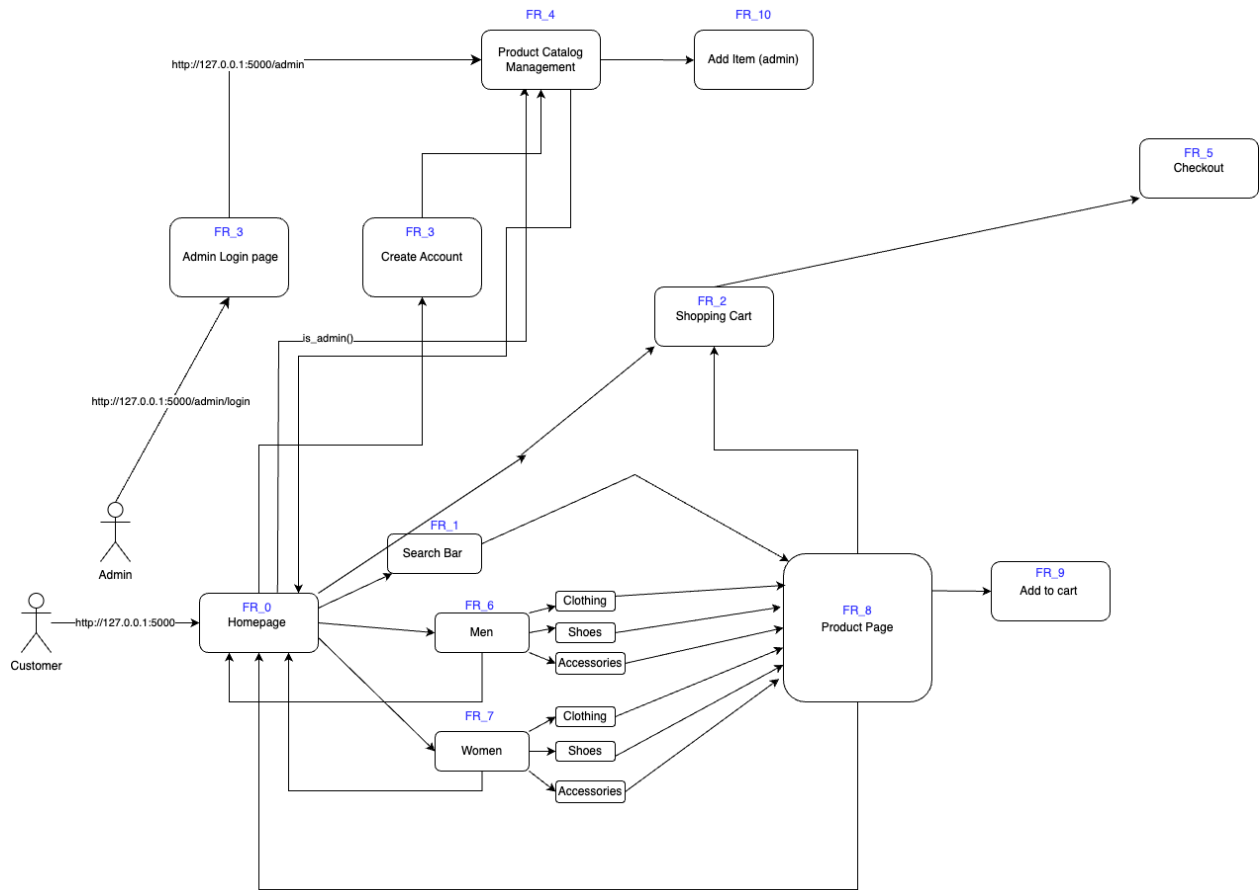 FR_4
FR_10
Product Catalog
Management
Add Item (admin)
http://127.0.0.1:5000/admin
FR_5
Checkout
FR_3
Admin Login page
FR_3
Create Account
FR_2
Shopping Cart
is_admin()
http://127.0.0.1:5000/admin/login
Admin
FR_1
Search Bar
http://127.0.0.1:5000
Customer
FR_0
Homepage
FR_6
Men
Clothing
Shoes
Accessories
FR_7
Women
Clothing
Shoes
Accessories
FR_8
Product Page
FR_9
Add to cart